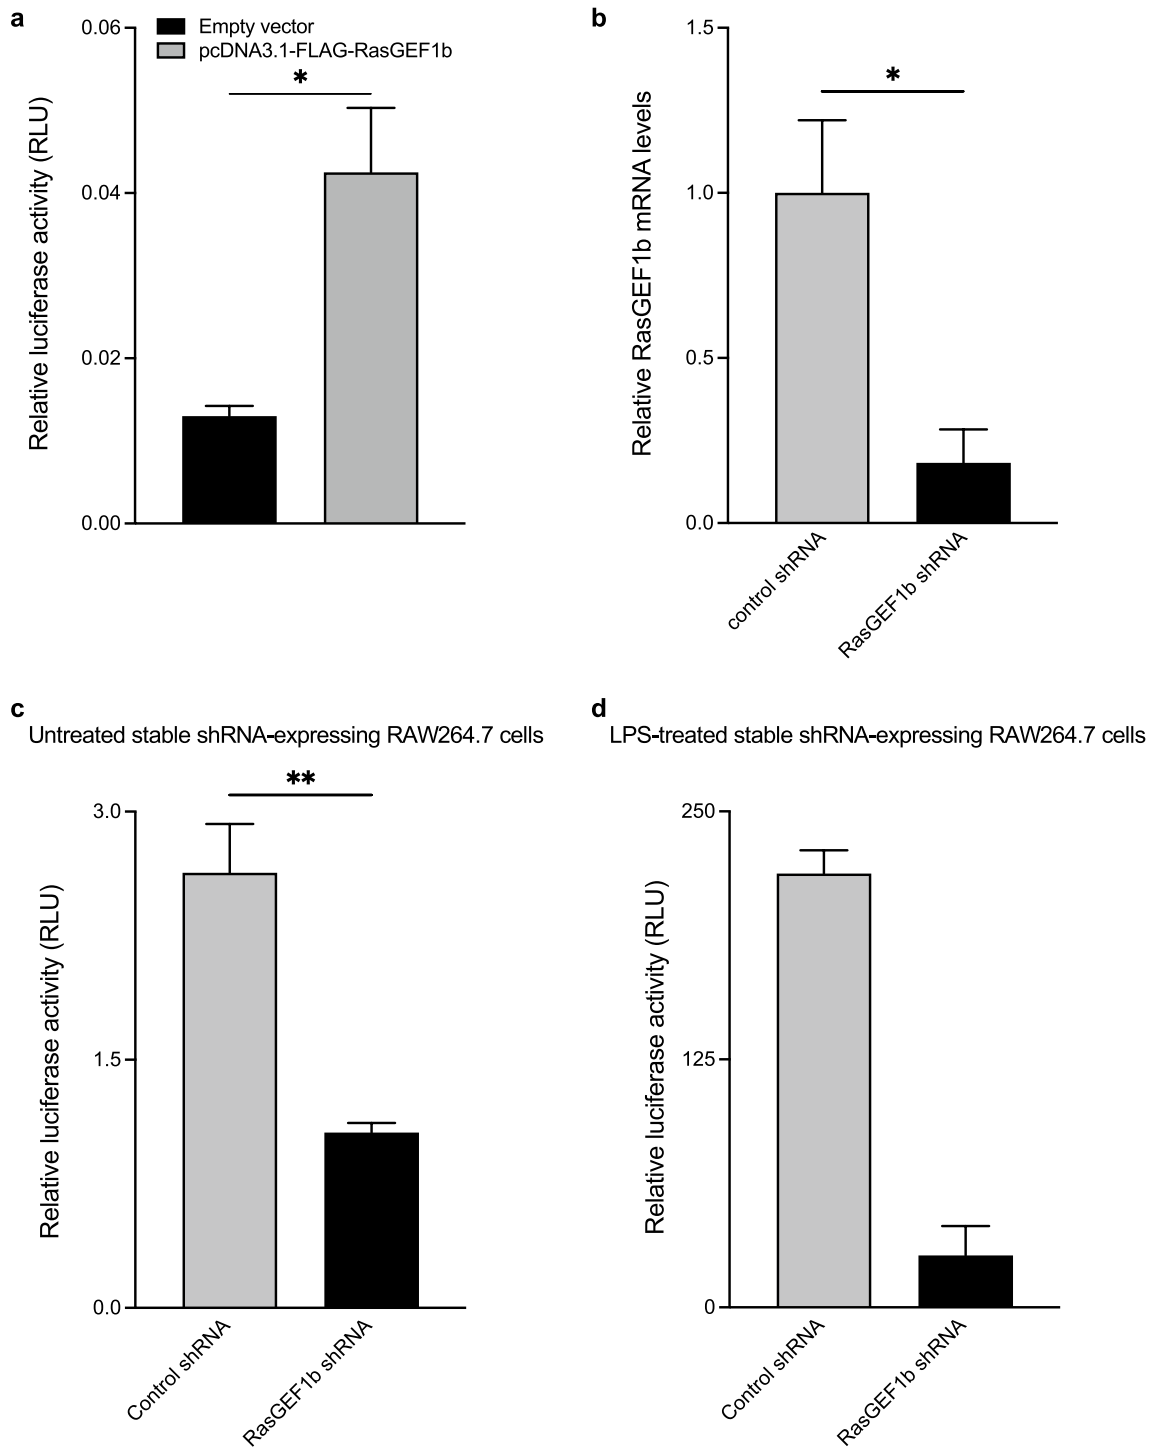 a
Empty vector
pcDNA3.1-FLAG-RasGEF1b
*
Relative luciferase activity (RLU)
0.06
0.04
0.02
0.00
b
*
Relative RasGEF1b mRNA levels
1.5
1.0
0.5
0.0
control shRNA
RasGEF1b shRNA
c
Untreated stable shRNA-expressing RAW264.7 cells
**
Relative luciferase activity (RLU)
3.0
1.5
0.0
Control shRNA
RasGEF1b shRNA
d
LPS-treated stable shRNA-expressing RAW264.7 cells
Relative luciferase activity (RLU)
250
125
0
Control shRNA
RasGEF1b shRNA